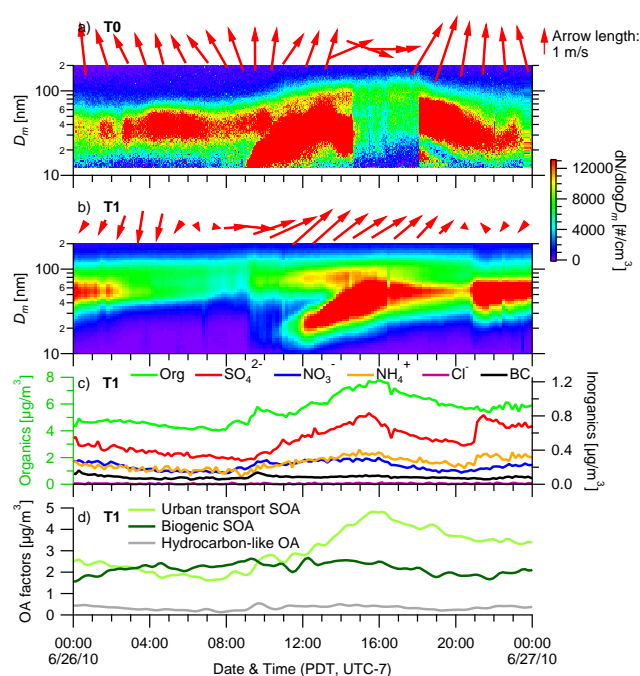 a) T0
Arrow length:
1 m/s
2
100
6
4
2
10
Dm [nm]
12000
8000
4000
0
dN/dlogDm [#/cm³]
b) T1
2
100
6
4
2
10
Dm [nm]
c) T1
Org SO₄²⁻ NO₃⁻ NH₄⁺ Cl⁻ BC
8
6
4
2
0
Organics [µg/m³]
1.2
0.8
0.4
0.0
Inorganics [µg/m³]
d) T1
Urban transport SOA
Biogenic SOA
Hydrocarbon-like OA
5
4
3
2
1
0
OA factors [µg/m³]
00:00 04:00 08:00 12:00 16:00 20:00 00:00
6/26/10 6/27/10
Date & Time (PDT, UTC-7)